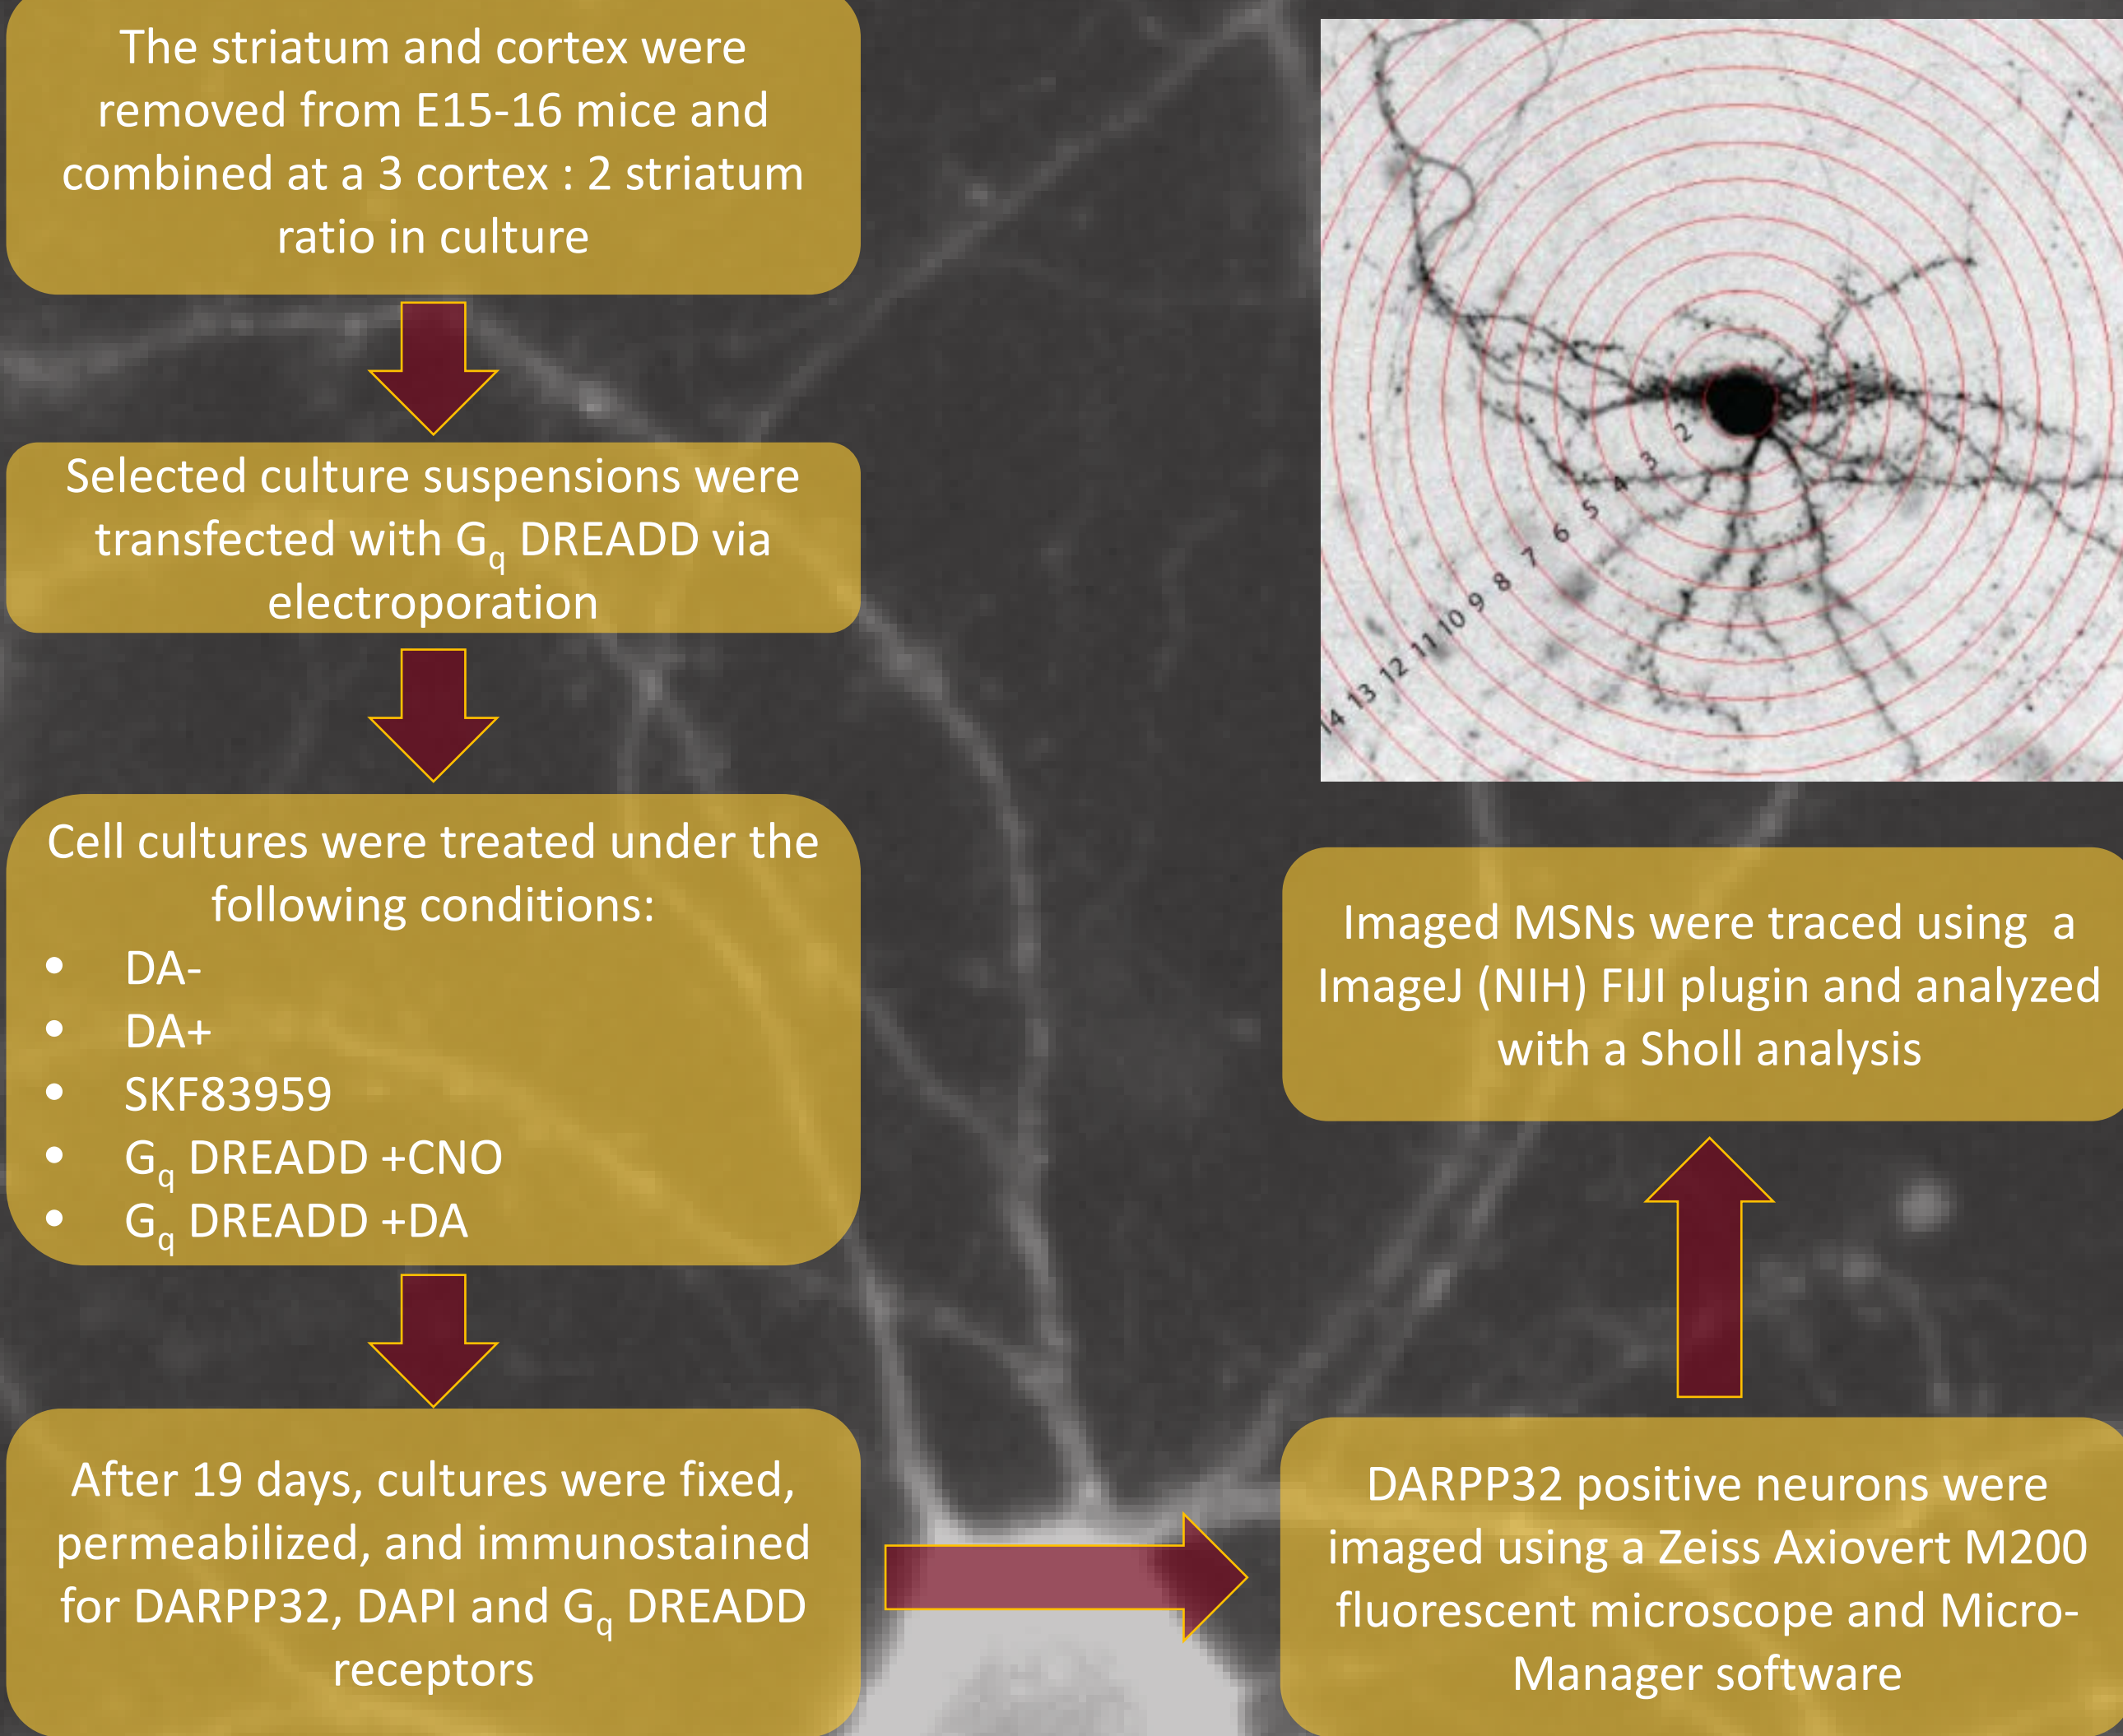 The striatum and cortex were
removed from E15-16 mice and
combined at a 3 cortex : 2 striatum
ratio in culture
Selected culture suspensions were
transfected with Gq DREADD via
electroporation
Cell cultures were treated under the
following conditions:
• DA-
• DA+
• SKF83959
• Gq DREADD +CNO
• Gq DREADD +DA
After 19 days, cultures were fixed,
permeabilized, and immunostained
for DARPP32, DAPI and Gq DREADD
receptors
DARPP32 positive neurons were
imaged using a Zeiss Axiovert M200
fluorescent microscope and Micro-
Manager software
Imaged MSNs were traced using a
ImageJ (NIH) FIJI plugin and analyzed
with a Sholl analysis
2
3
4
5
6
7
8
9
10
11
12
13
14